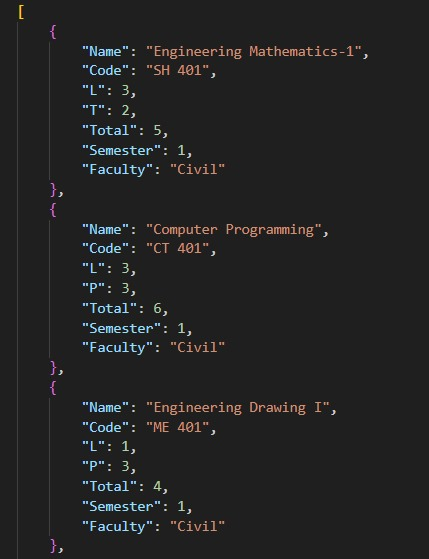 [
{
"Name": "Engineering Mathematics-1",
"Code": "SH 401",
"L": 3,
"T": 2,
"Total": 5,
"Semester": 1,
"Faculty": "Civil"
},
{
"Name": "Computer Programming",
"Code": "CT 401",
"L": 3,
"P": 3,
"Total": 6,
"Semester": 1,
"Faculty": "Civil"
},
{
"Name": "Engineering Drawing I",
"Code": "ME 401",
"L": 1,
"P": 3,
"Total": 4,
"Semester": 1,
"Faculty": "Civil"
},